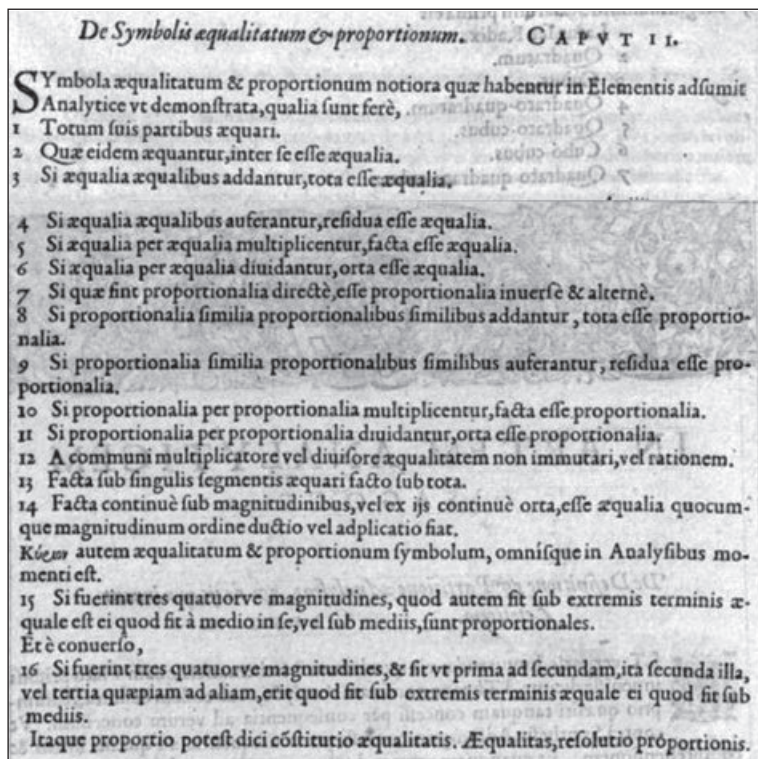 De Symbolis æqualitatum & proportionum. CAPVT II.
SYmbola æqualitatum & proportionum notiora quæ habentur in Elementis adſumit
Analytice vt demonſtrata, qualia ſunt ferè,
1 Totum ſuis partibus æquari.
2 Quæ eidem æquantur, inter ſe eſſe æqualia.
3 Si æqualia æqualibus addantur, tota eſſe æqualia.
4 Si æqualia æqualibus auferantur, reſidua eſſe æqualia.
5 Si æqualia per æqualia multiplicentur, facta eſſe æqualia.
6 Si æqualia per æqualia diuidantur, orta eſſe æqualia.
7 Si quæ ſint proportionalia directè, eſſe proportionalia inuerſè & alternè.
8 Si proportionalia ſimilia proportionalibus ſimilibus addantur, tota eſſe proportio-
nalia.
9 Si proportionalia ſimilia proportionalibus ſimilibus auferantur, reſidua eſſe pro-
portionalia.
10 Si proportionalia per proportionalia multiplicentur, facta eſſe proportionalia.
11 Si proportionalia per proportionalia diuidantur, orta eſſe proportionalia.
12 A communi multiplicatore vel diuiſore æqualitatem non immutari, vel rationem.
13 Facta ſub ſingulis ſegmentis æquari facto ſub tota.
14 Facta continuè ſub magnitudinibus, vel ex ijs continuè orta, eſſe æqualia quocum-
que magnitudinum ordine ductio vel adplicatio fiat.
Κύριον autem æqualitatum & proportionum ſymbolum, omniſque in Analyſibus mo-
menti eſt.
15 Si fuerint tres quatuorve magnitudines, quod autem fit ſub extremis terminis æ-
quale eſt ei quod fit à medio in ſe, vel ſub mediis, ſunt proportionales.
Et è conuerſo,
16 Si fuerint tres quatuorve magnitudines, & ſit vt prima ad ſecundam, ita ſecunda illa,
vel tertia quæpiam ad aliam, erit quod fit ſub extremis terminis æquale ei quod fit ſub
mediis.
Itaque proportio poteſt dici cōſtitutio æqualitatis. Æqualitas, reſolutio proportionis.